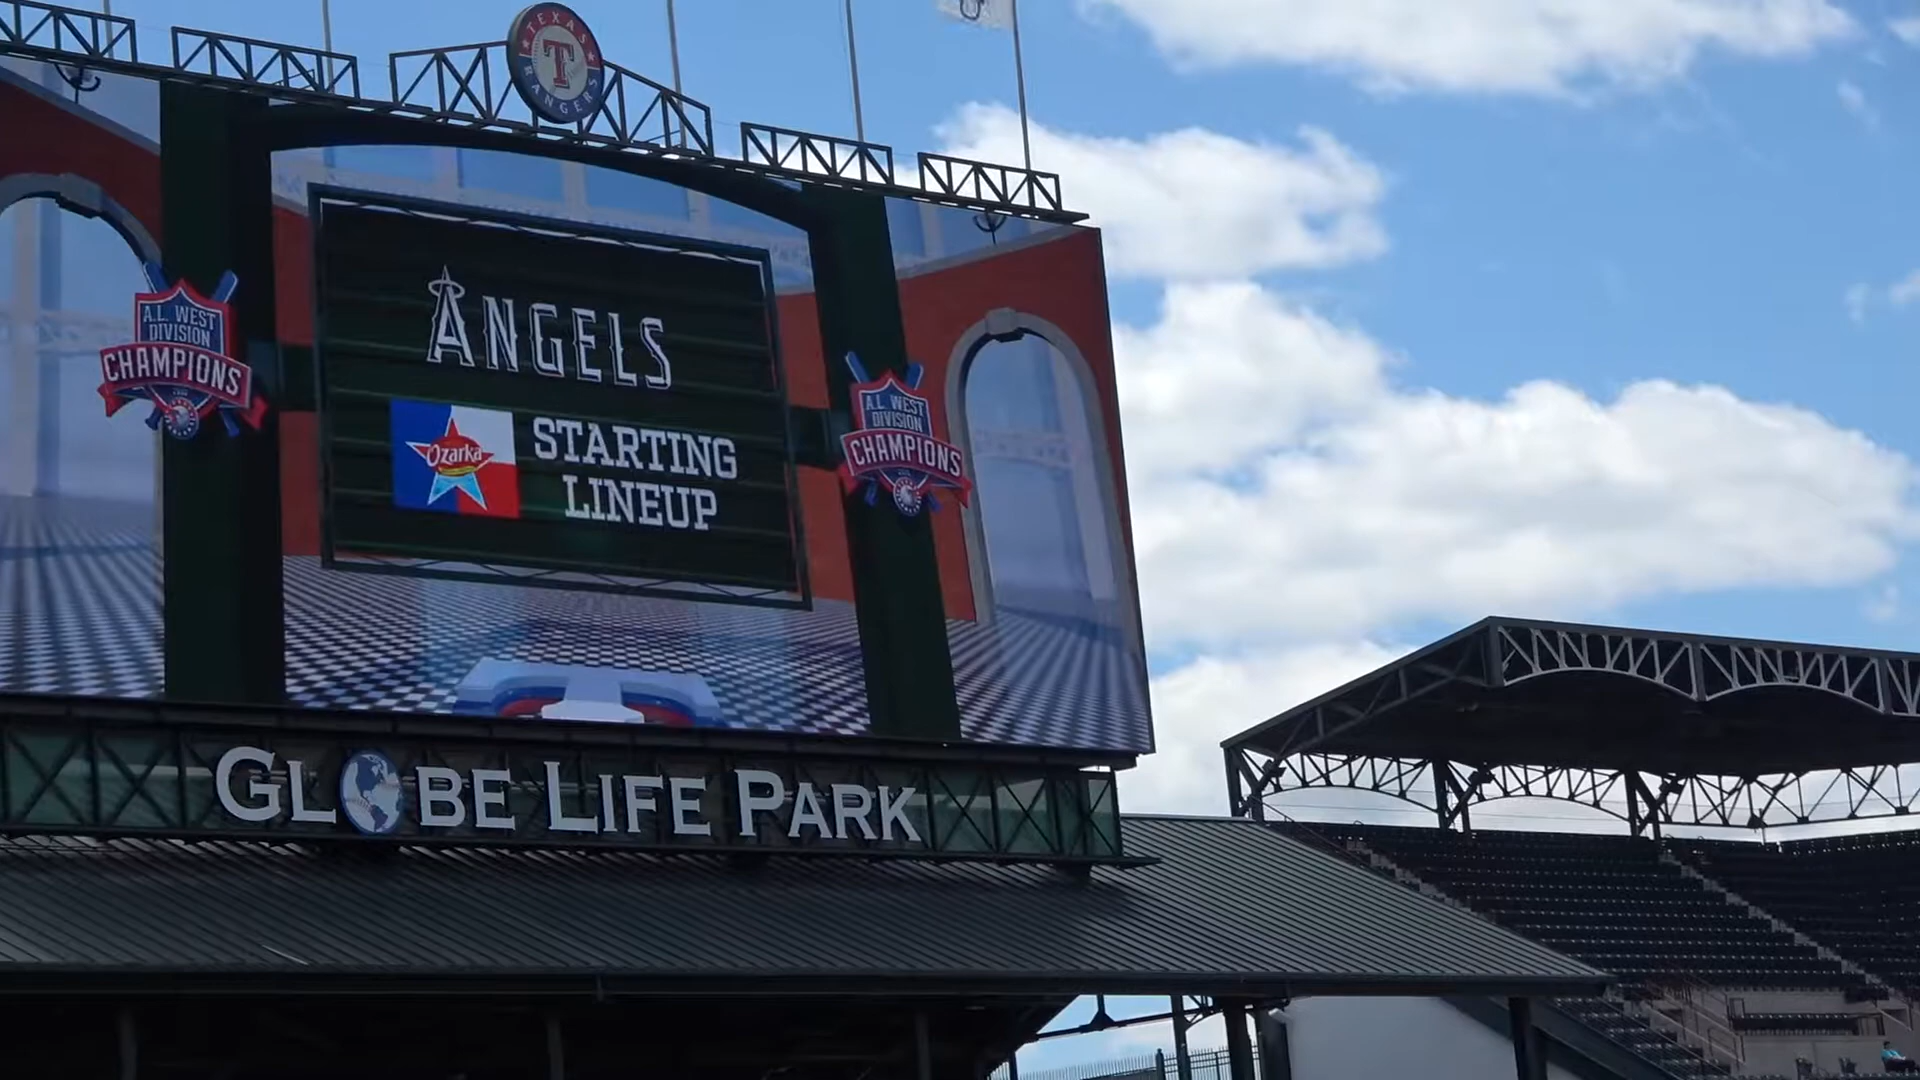 TEXAS
T
RANGERS
A.L. WEST
DIVISION
CHAMPIONS
ANGELS
Ozarka
STARTING
LINEUP
A.L. WEST
DIVISION
CHAMPIONS
GLOBE LIFE PARK